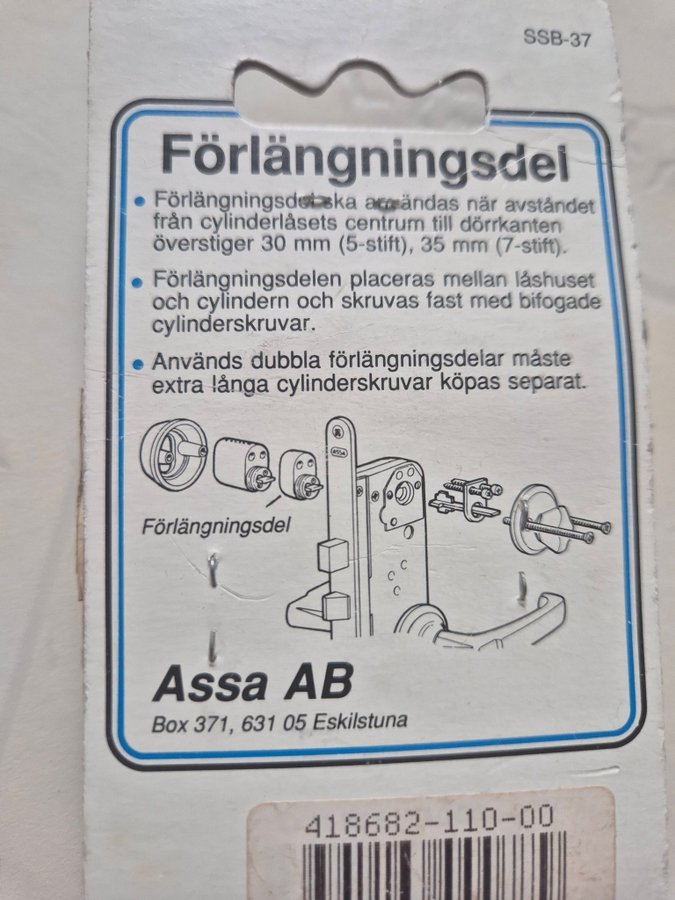 SSB-37
Förlängningsdel
• Förlängningsdel ska användas när avståndet
från cylinderlåsets centrum till dörrkanten
överstiger 30 mm (5-stift), 35 mm (7-stift).
• Förlängningsdelen placeras mellan låshuset
och cylindern och skruvas fast med bifogade
cylinderskruvar.
• Används dubbla förlängningsdelar måste
extra långa cylinderskruvar köpas separat.
ASSA
Förlängningsdel
Assa AB
Box 371, 631 05 Eskilstuna
418682-110-00